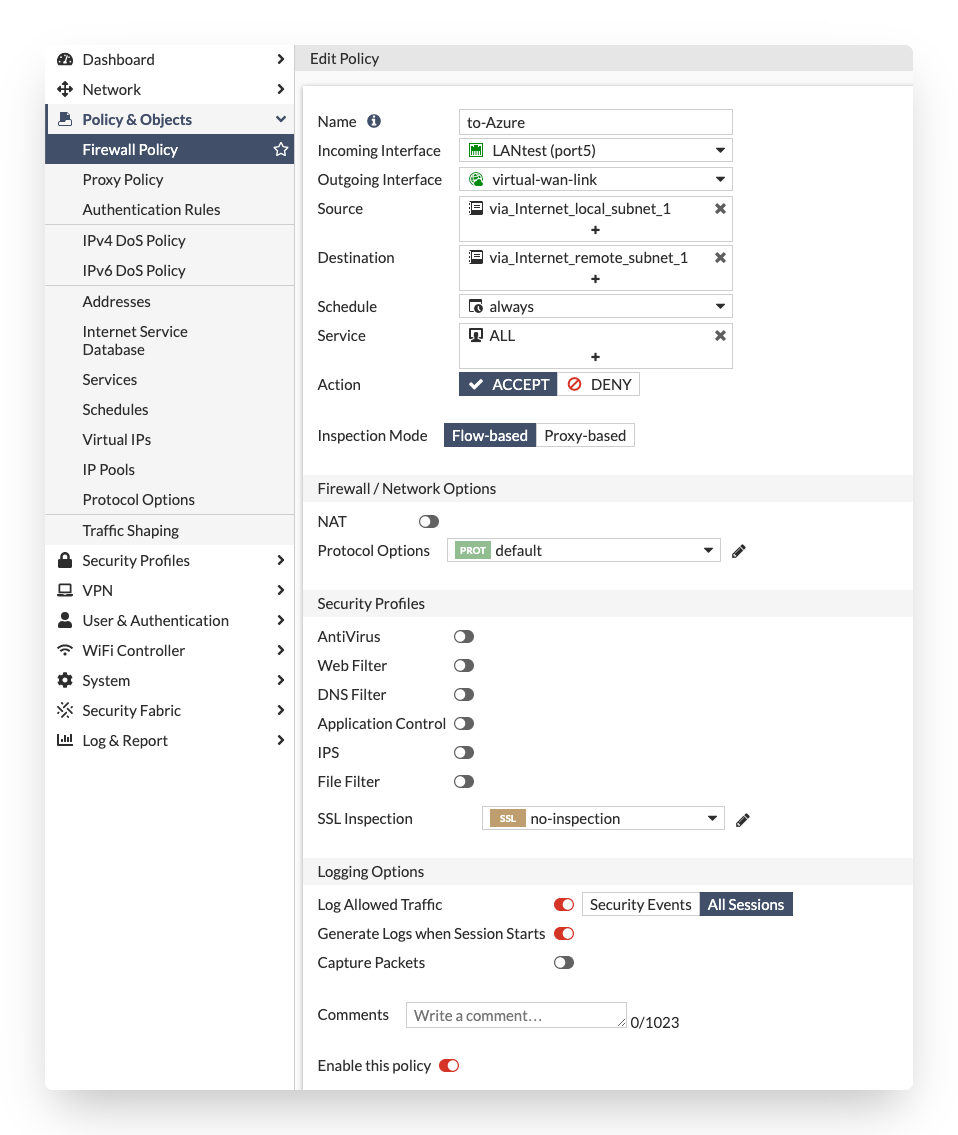 Dashboard
Network
Policy & Objects
Firewall Policy
Proxy Policy
Authentication Rules
IPv4 DoS Policy
IPv6 DoS Policy
Addresses
Internet Service
Database
Services
Schedules
Virtual IPs
IP Pools
Protocol Options
Traffic Shaping
Security Profiles
VPN
User & Authentication
WiFi Controller
System
Security Fabric
Log & Report
Edit Policy
Name to-Azure
Incoming Interface LANtest (port5)
Outgoing Interface virtual-wan-link
Source via_Internet_local_subnet_1
+
Destination via_Internet_remote_subnet_1
+
Schedule always
Service ALL
+
Action ACCEPT DENY
Inspection Mode Flow-based Proxy-based
Firewall / Network Options
NAT
Protocol Options PROT default
Security Profiles
AntiVirus
Web Filter
DNS Filter
Application Control
IPS
File Filter
SSL Inspection SSL no-inspection
Logging Options
Log Allowed Traffic Security Events All Sessions
Generate Logs when Session Starts
Capture Packets
Comments Write a comment... 0/1023
Enable this policy